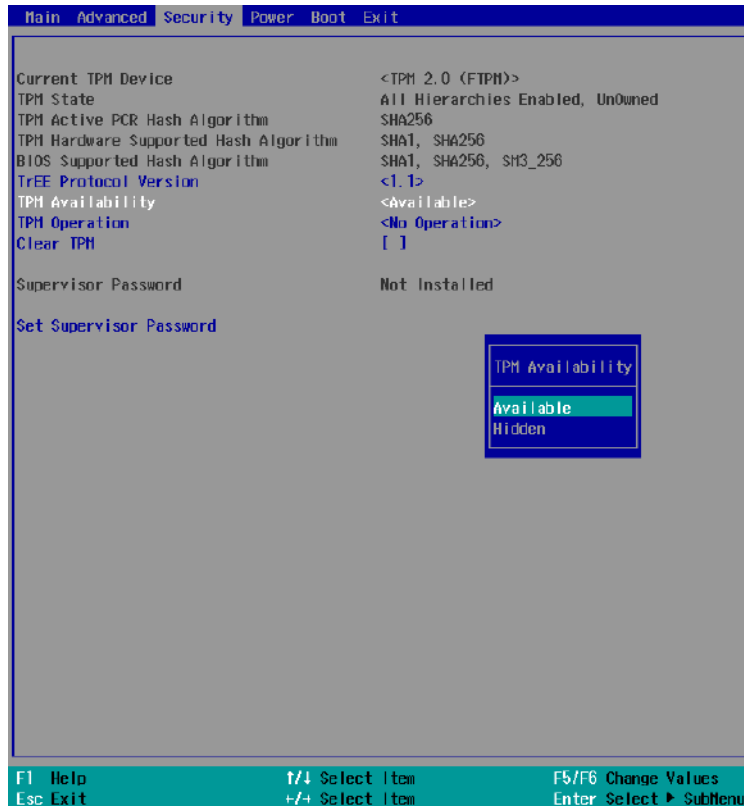 Main Advanced Security Power Boot Exit
Current TPM Device <TPM 2.0 (FTPM)>
TPM State All Hierarchies Enabled, UnOwned
TPM Active PCR Hash Algorithm SHA256
TPM Hardware Supported Hash Algorithm SHA1, SHA256
BIOS Supported Hash Algorithm SHA1, SHA256, SM3_256
TrEE Protocol Version <1.1>
TPM Availability <Available>
TPM Operation <No Operation>
Clear TPM [ ]
Supervisor Password Not Installed
Set Supervisor Password
TPM Availability
Available
Hidden
F1 Help ↑/↓ Select Item F5/F6 Change Values
Esc Exit ←/→ Select Item Enter Select ▶ SubMenu